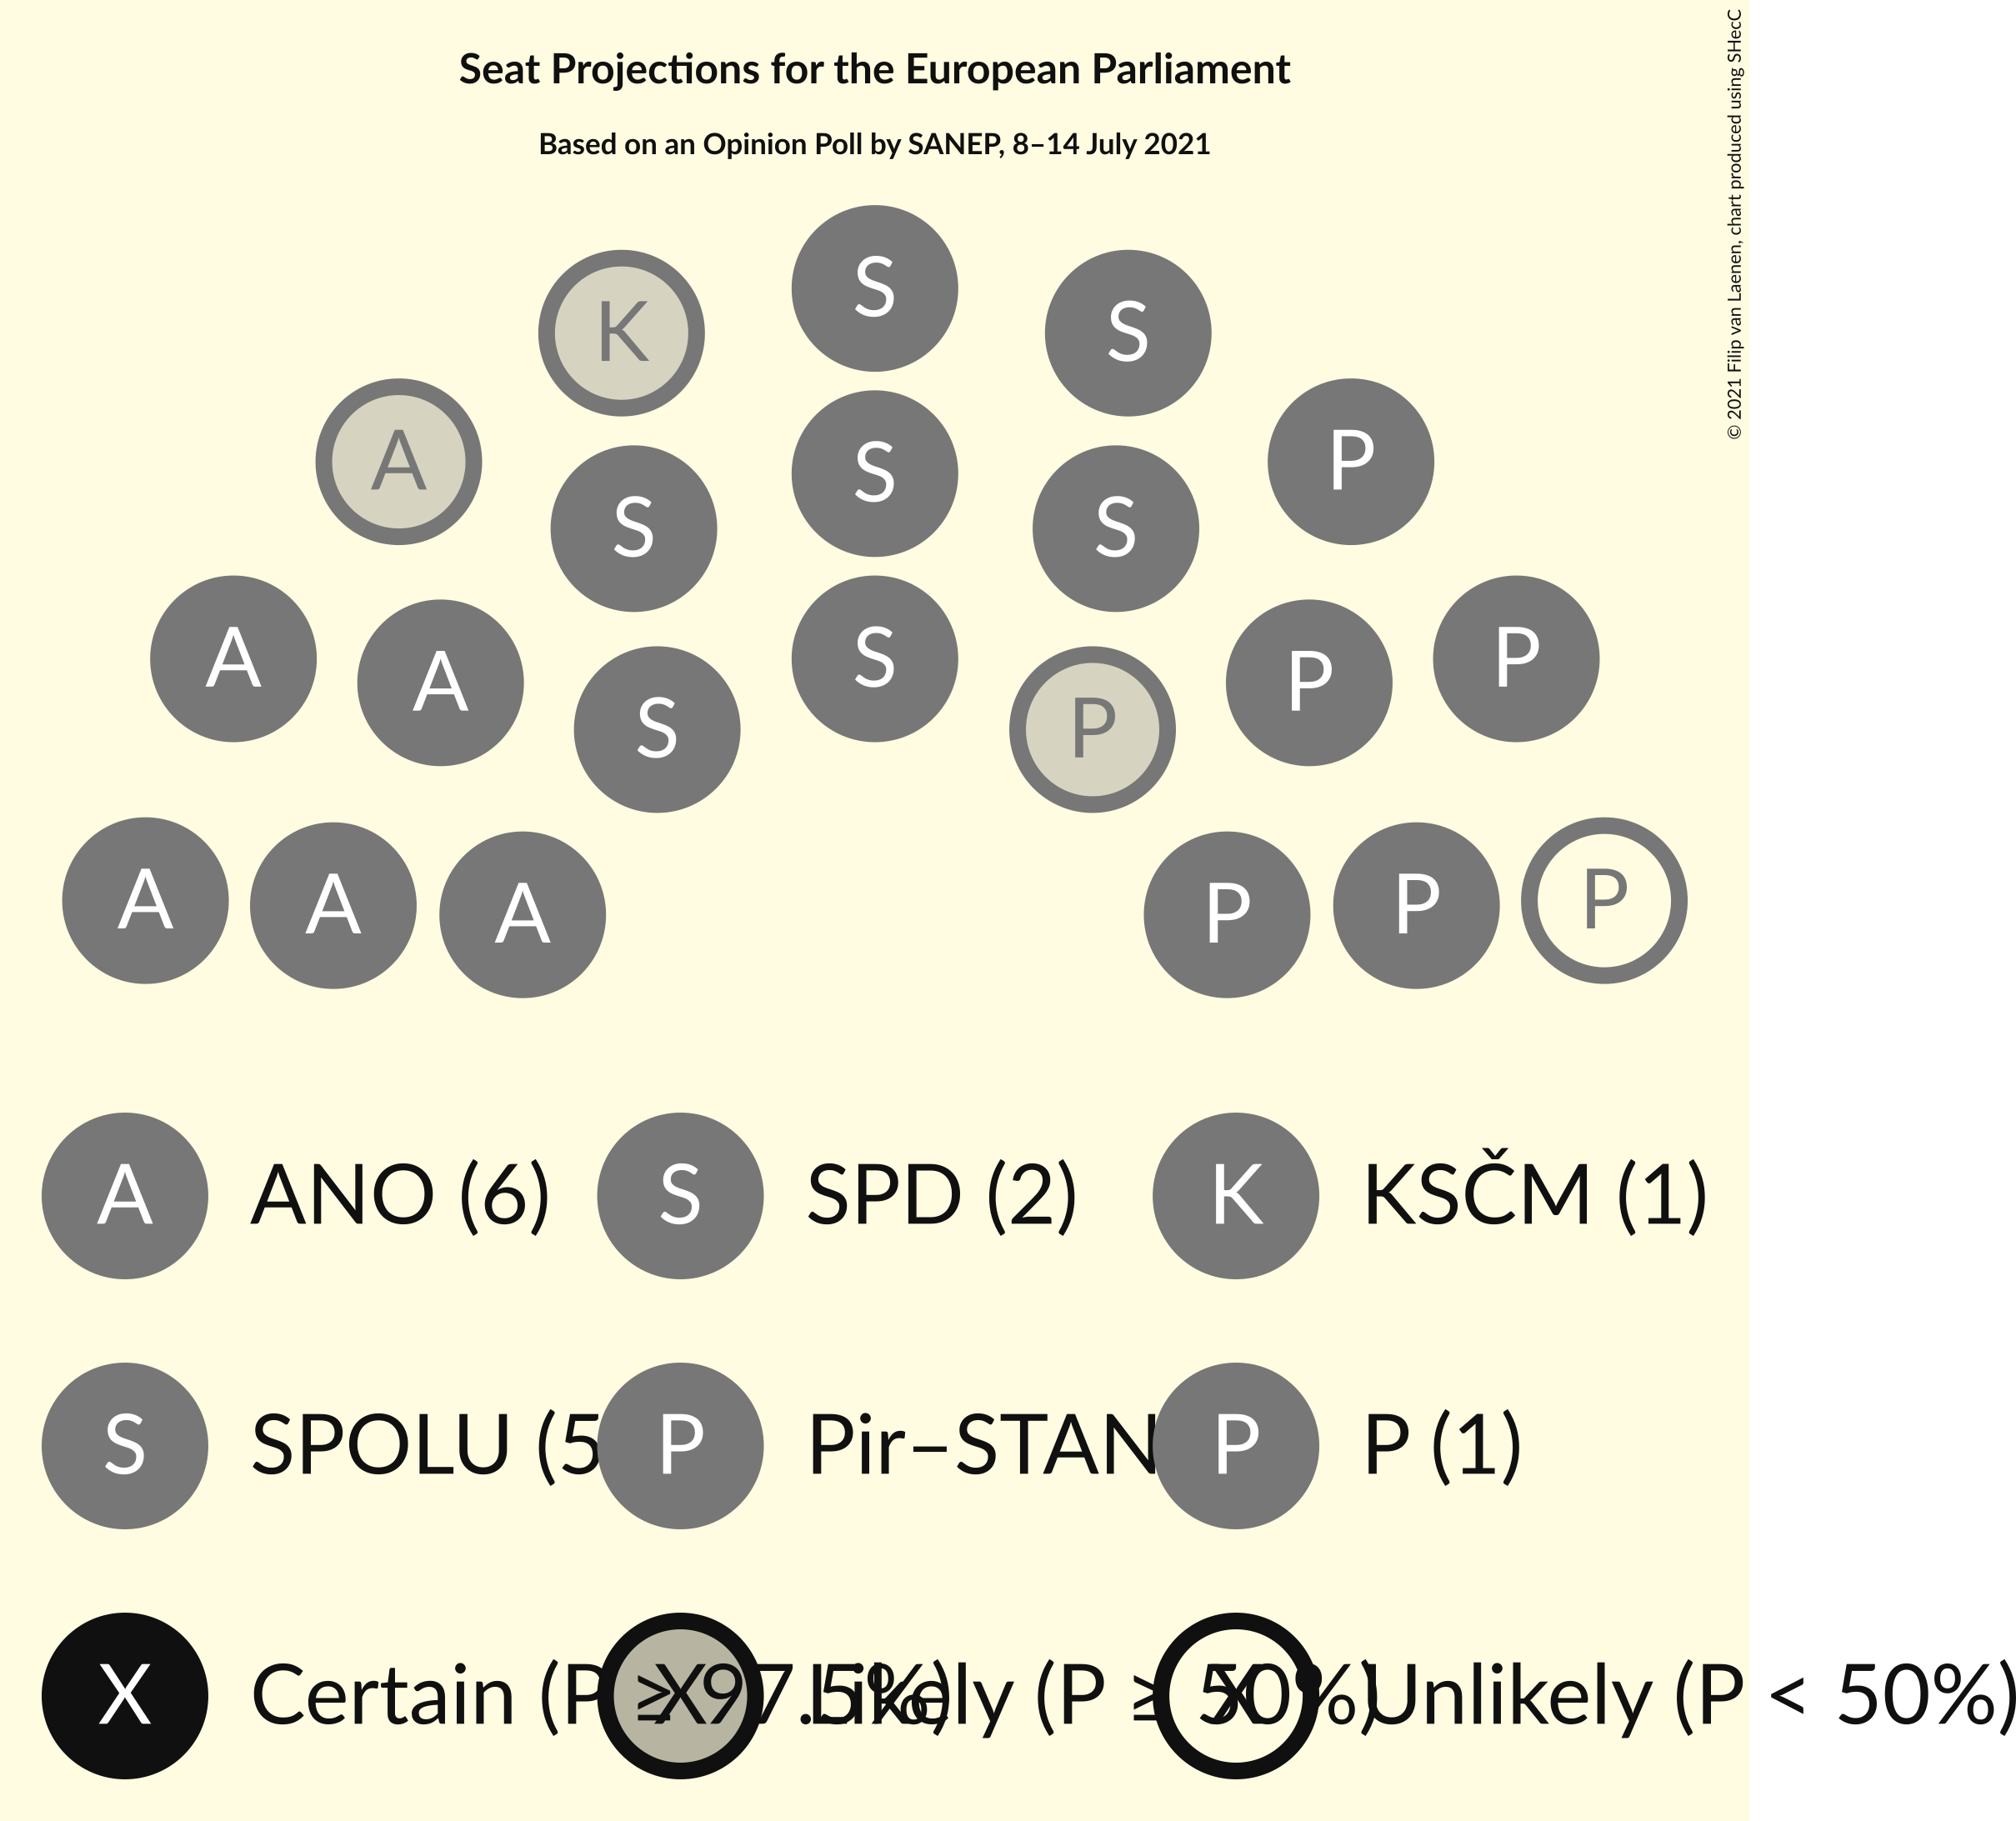 Seat Projections for the European Parliament
Based on an Opinion Poll by SANEP, 8–14 July 2021
© 2021 Filip van Laenen, chart produced using SHecC
S
K S S
A S S S P
A A S S P P P
A A A P P P
A ANO (6) S SPD (2) K KSČM (1)
S SPOLU (5 P Pir–STAN P P (1)
X Certain (P ≥ 97.5%) X Likely (P ≥ 50%) X Unlikely (P < 50%)